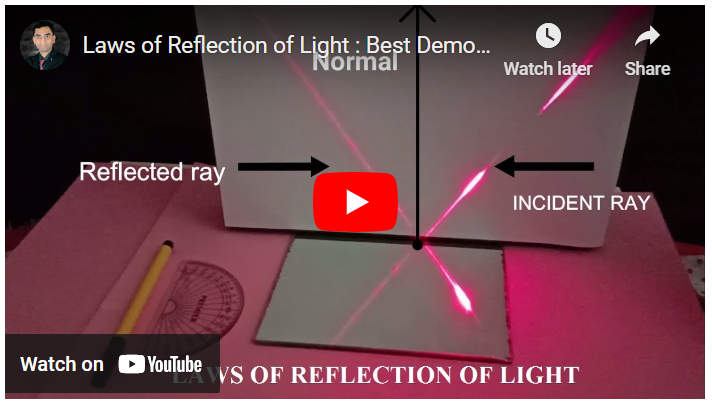 Laws of Reflection of Light : Best Demo...
Watch later
Share
Normal
Reflected ray
INCIDENT RAY
Watch on YouTube
LAWS OF REFLECTION OF LIGHT